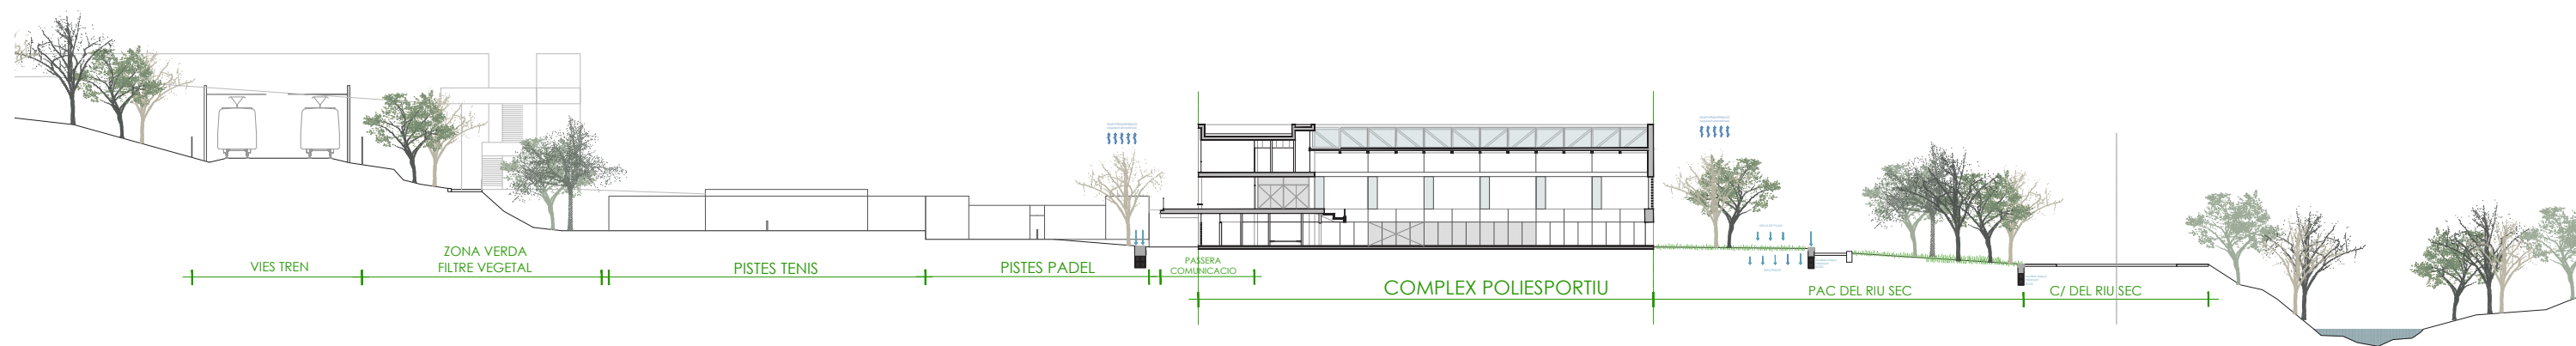 VIES TREN
ZONA VERDA
FILTRE VEGETAL
PISTES TENIS
PISTES PADEL
PASSERA
COMUNICACIO
COMPLEX POLIESPORTIU
PAC DEL RIU SEC
C/ DEL RIU SEC